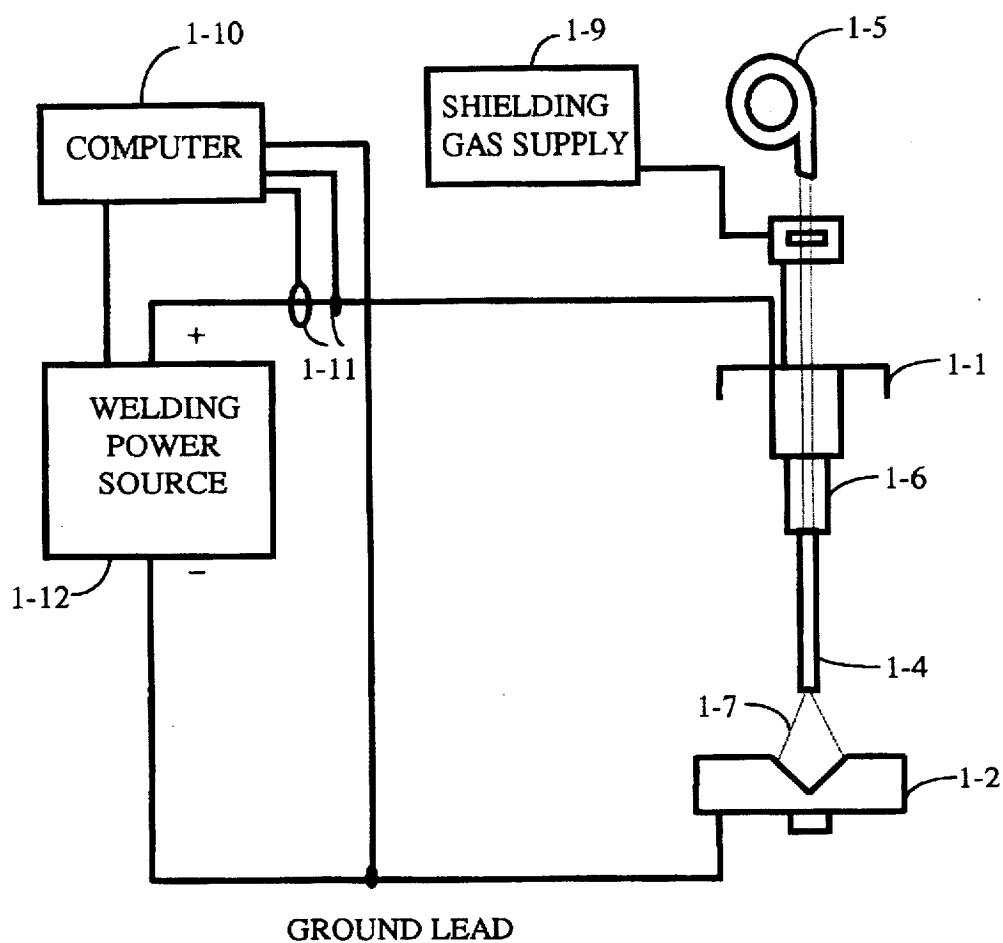 1-10
1-9
1-5
COMPUTER
SHIELDING
GAS SUPPLY
+
1-11
1-1
WELDING
POWER
SOURCE
1-6
1-12
−
1-4
1-7
1-2
GROUND LEAD